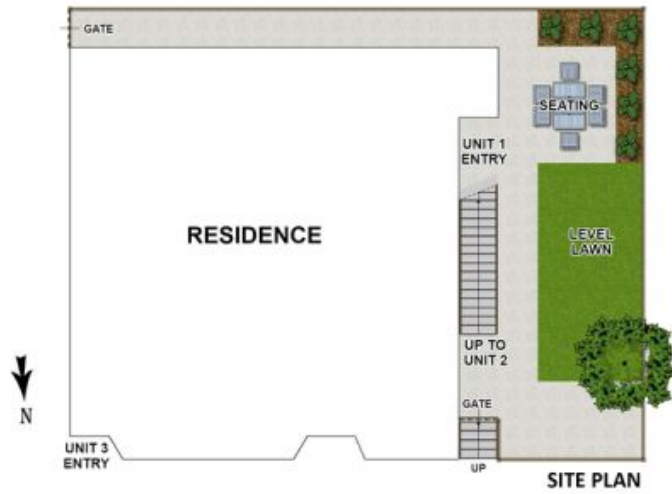 GATE
SEATING
UNIT 1
ENTRY
RESIDENCE
LEVEL
LAWN
UP TO
UNIT 2
N
GATE
UNIT 3
ENTRY
UP
SITE PLAN